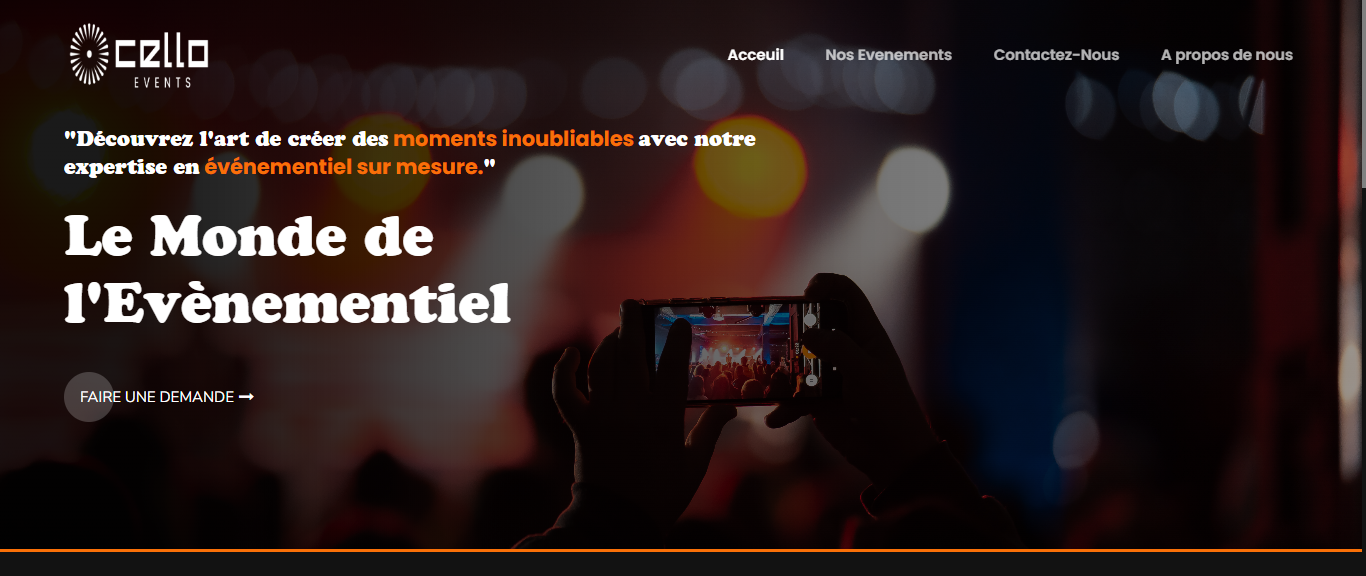 cello
EVENTS
Acceuil Nos Evenements Contactez-Nous A propos de nous
"Découvrez l'art de créer des moments inoubliables avec notre
expertise en événementiel sur mesure."
Le Monde de
l'Evènementiel
FAIRE UNE DEMANDE ➞